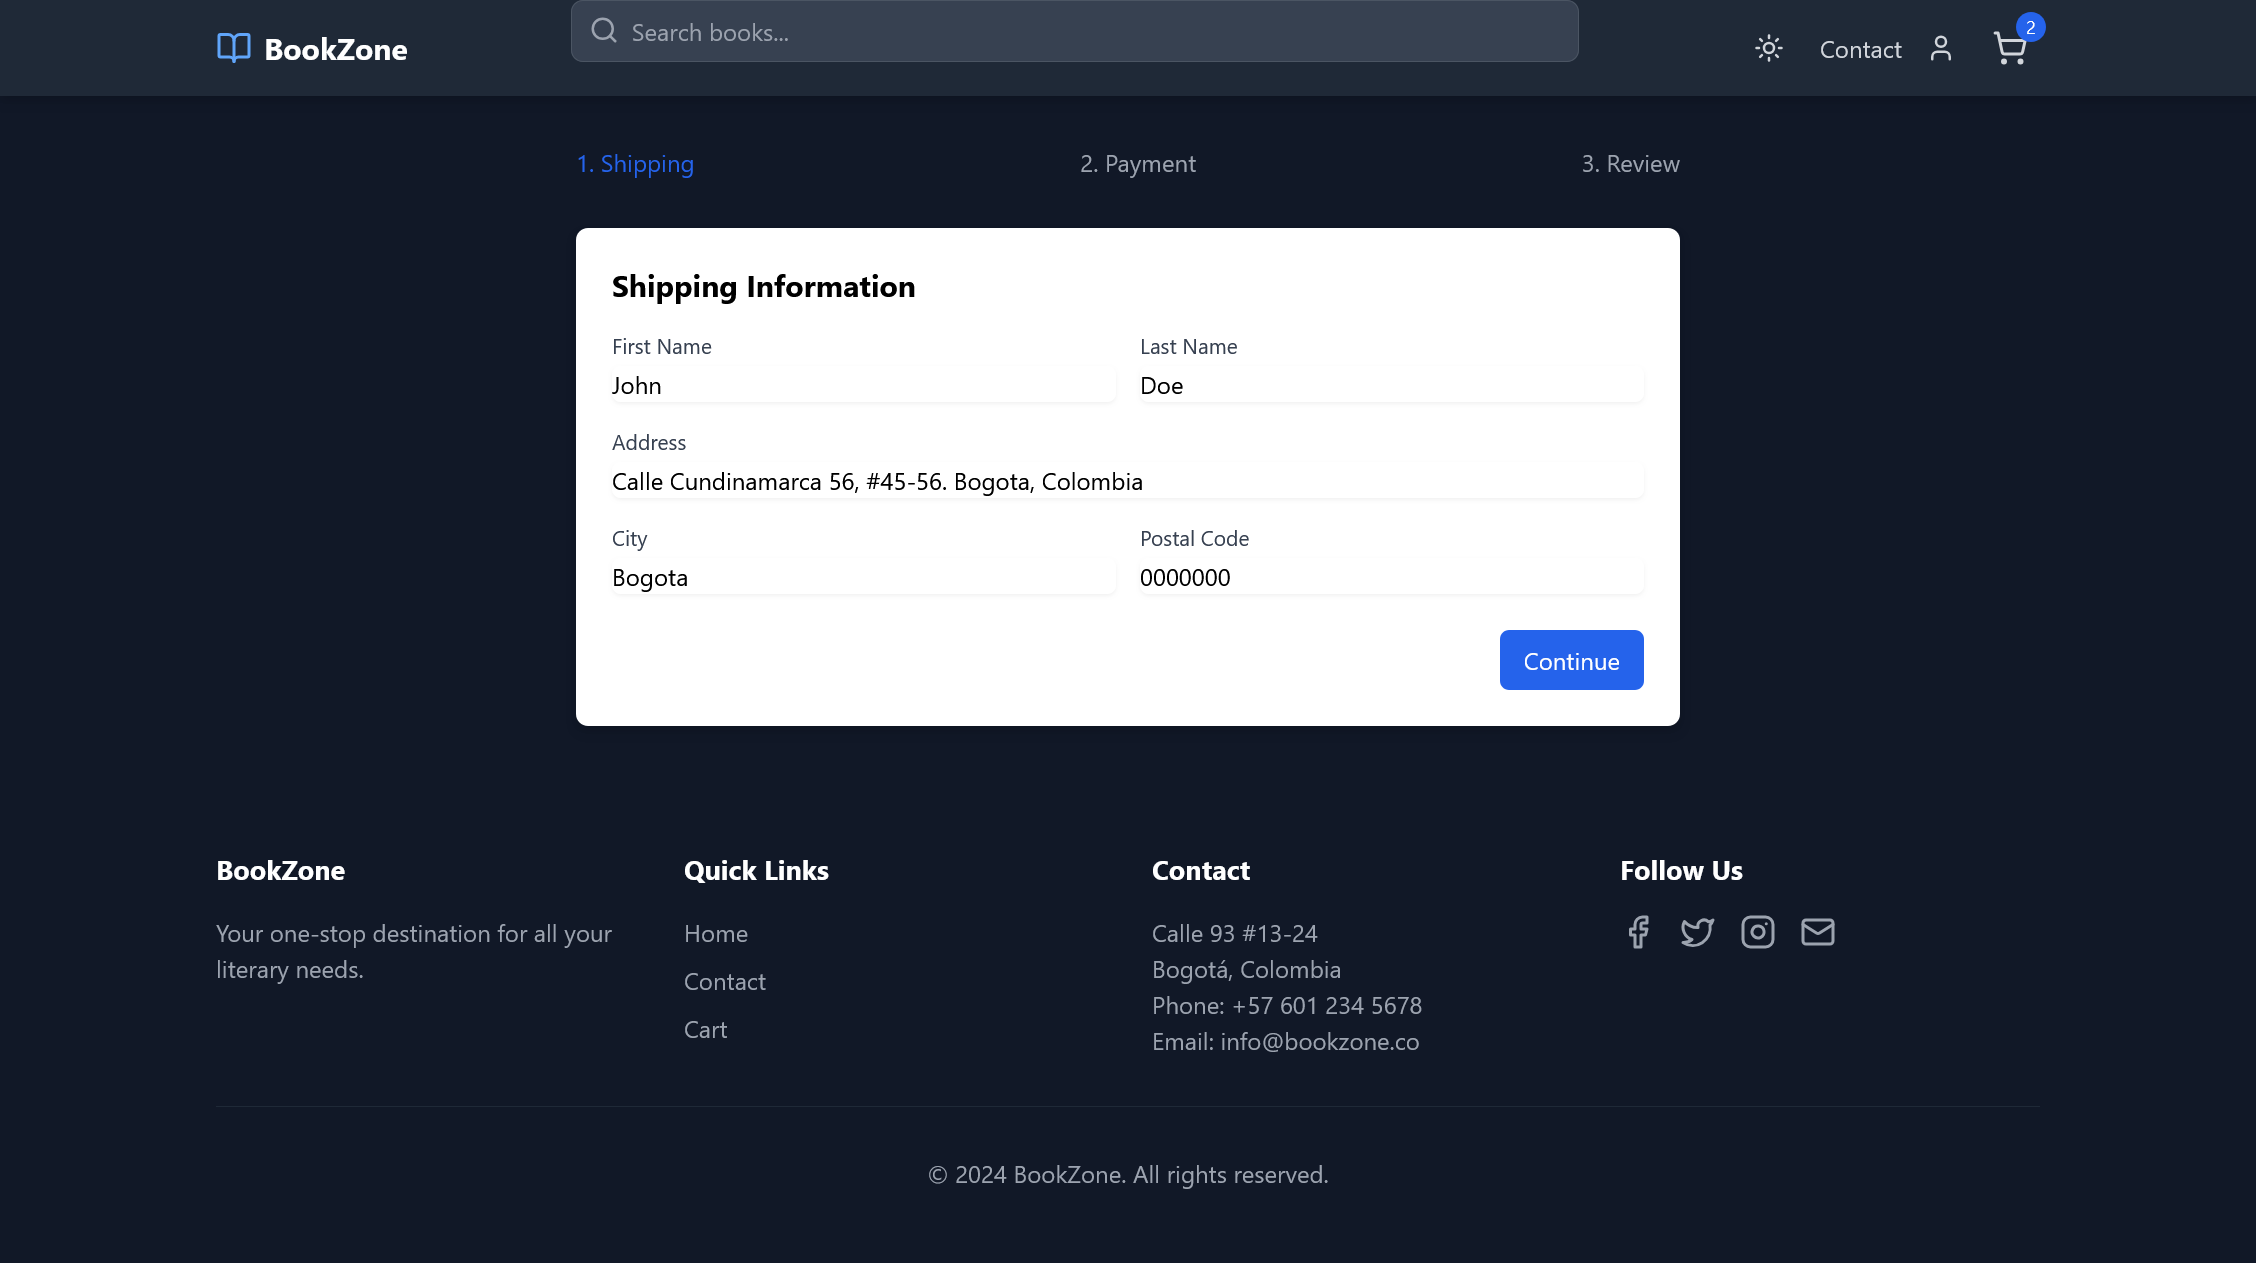 BookZone
Search books...
Contact
2
1. Shipping
2. Payment
3. Review
Shipping Information
First Name
Last Name
John
Doe
Address
Calle Cundinamarca 56, #45-56. Bogota, Colombia
City
Postal Code
Bogota
0000000
Continue
BookZone
Your one-stop destination for all your
literary needs.
Quick Links
Home
Contact
Cart
Contact
Calle 93 #13-24
Bogotá, Colombia
Phone: +57 601 234 5678
Email: info@bookzone.co
Follow Us
© 2024 BookZone. All rights reserved.